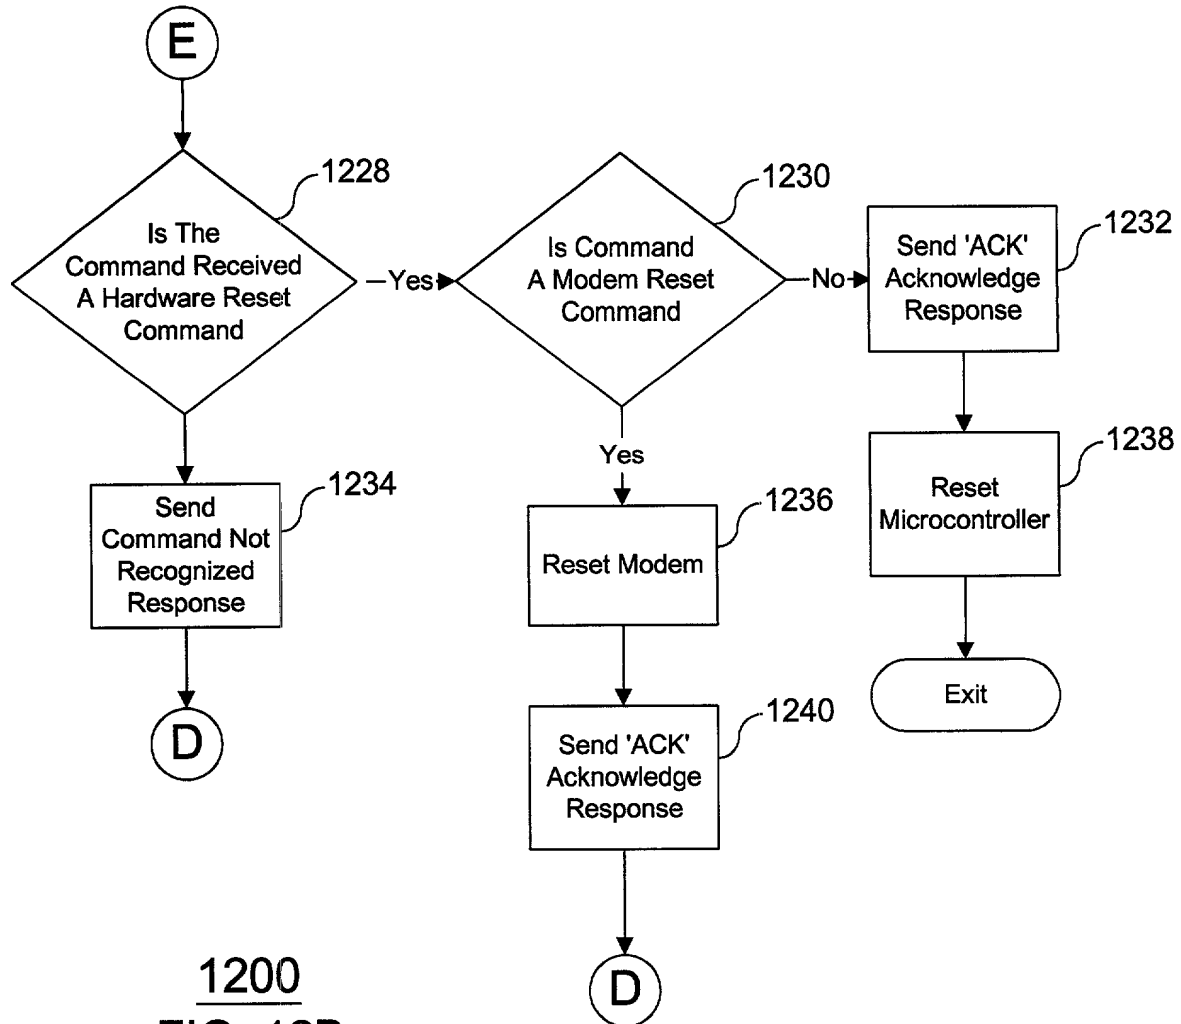 E
1228
Is The
Command Received
A Hardware Reset
Command
Yes
1230
Is Command
A Modem Reset
Command
No
1232
Send 'ACK'
Acknowledge
Response
1234
Send
Command Not
Recognized
Response
D
Yes
1236
Reset Modem
1238
Reset
Microcontroller
Exit
1240
Send 'ACK'
Acknowledge
Response
D
1200